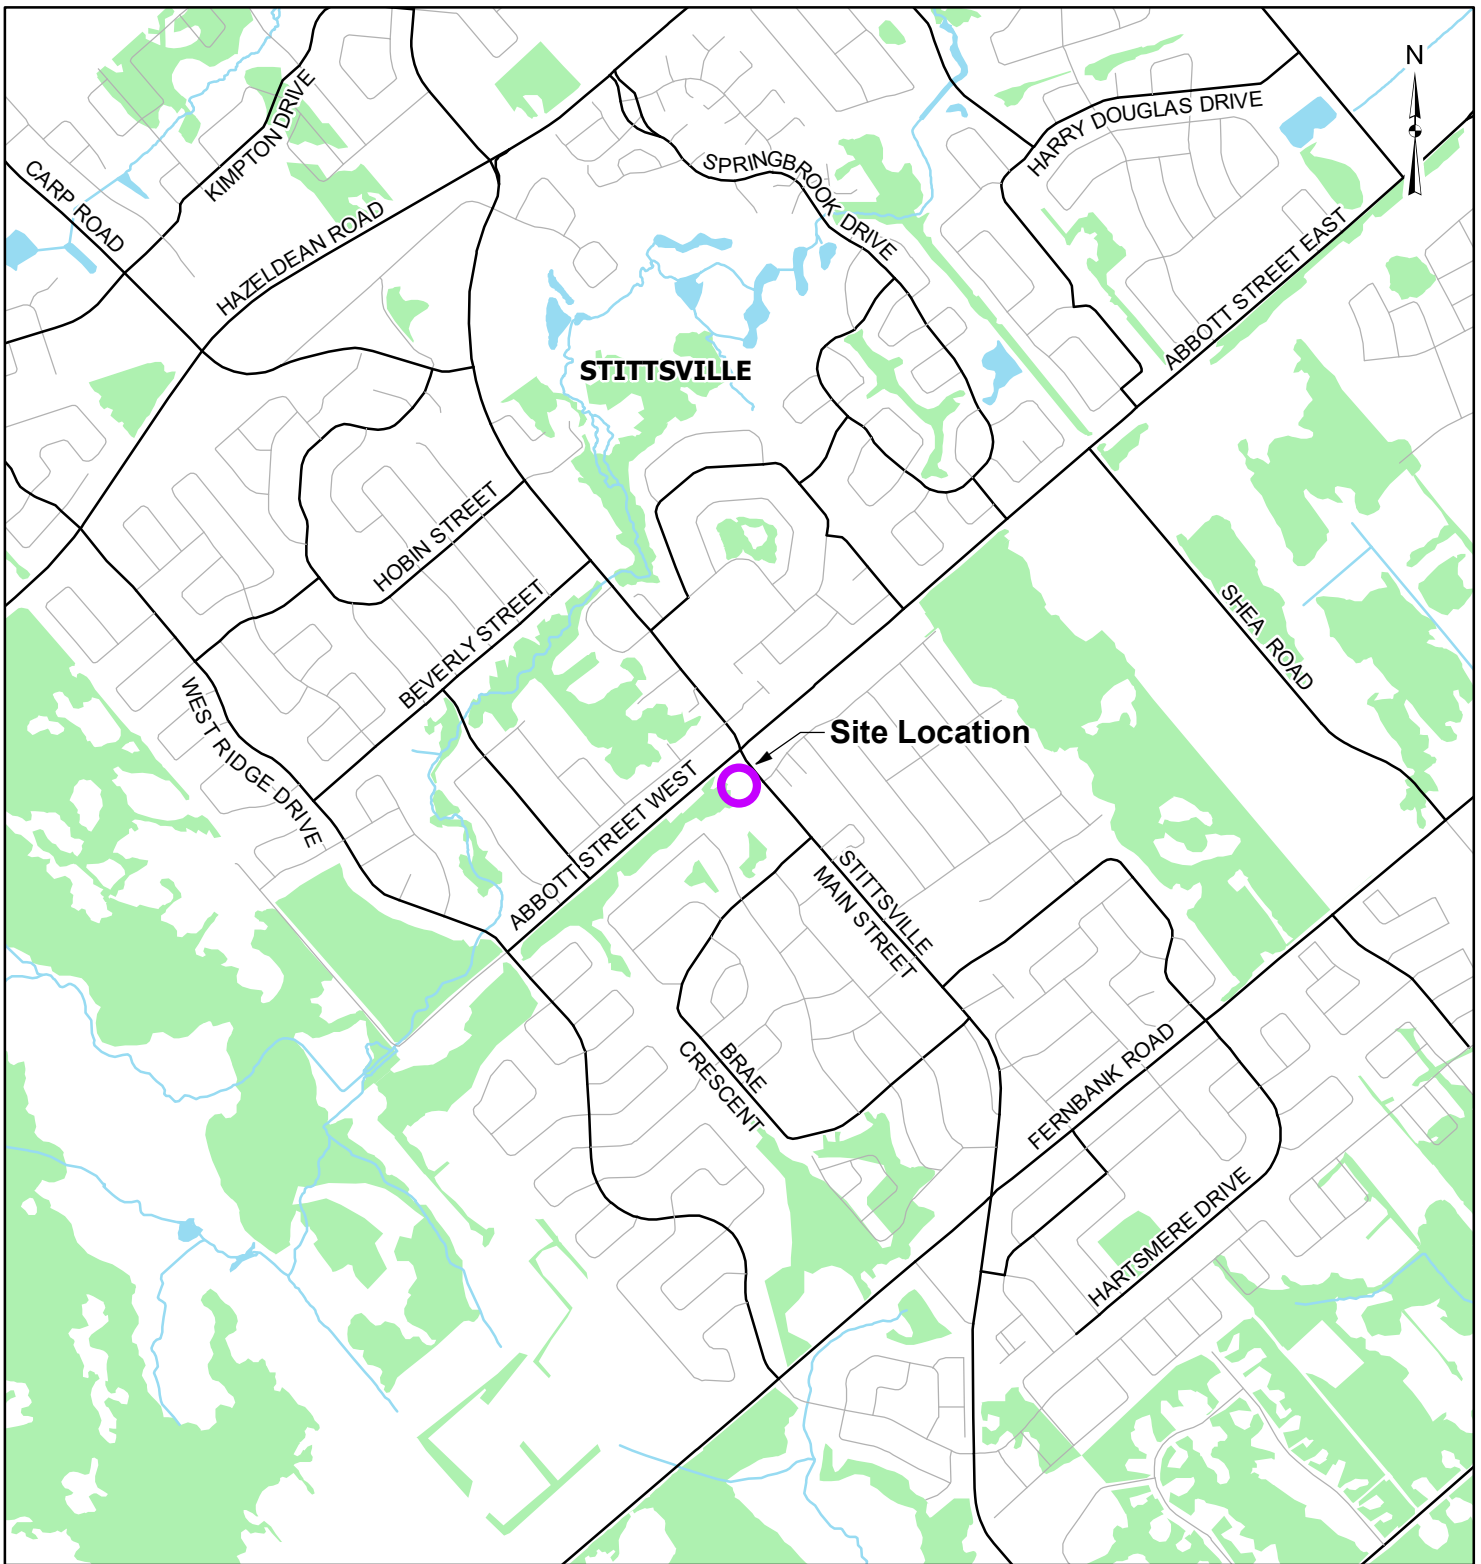 N
KIMPTON DRIVE
HARRY DOUGLAS DRIVE
CARP ROAD
SPRINGBROOK DRIVE
HAZELDEAN ROAD
ABBOTT STREET EAST
STITTSVILLE
HOBIN STREET
BEVERLY STREET
SHEA ROAD
WEST RIDGE DRIVE
Site Location
ABBOTT STREET WEST
STITTSVILLE
MAIN STREET
BRAE
CRESCENT
FERNBANK ROAD
HARTSMERE DRIVE